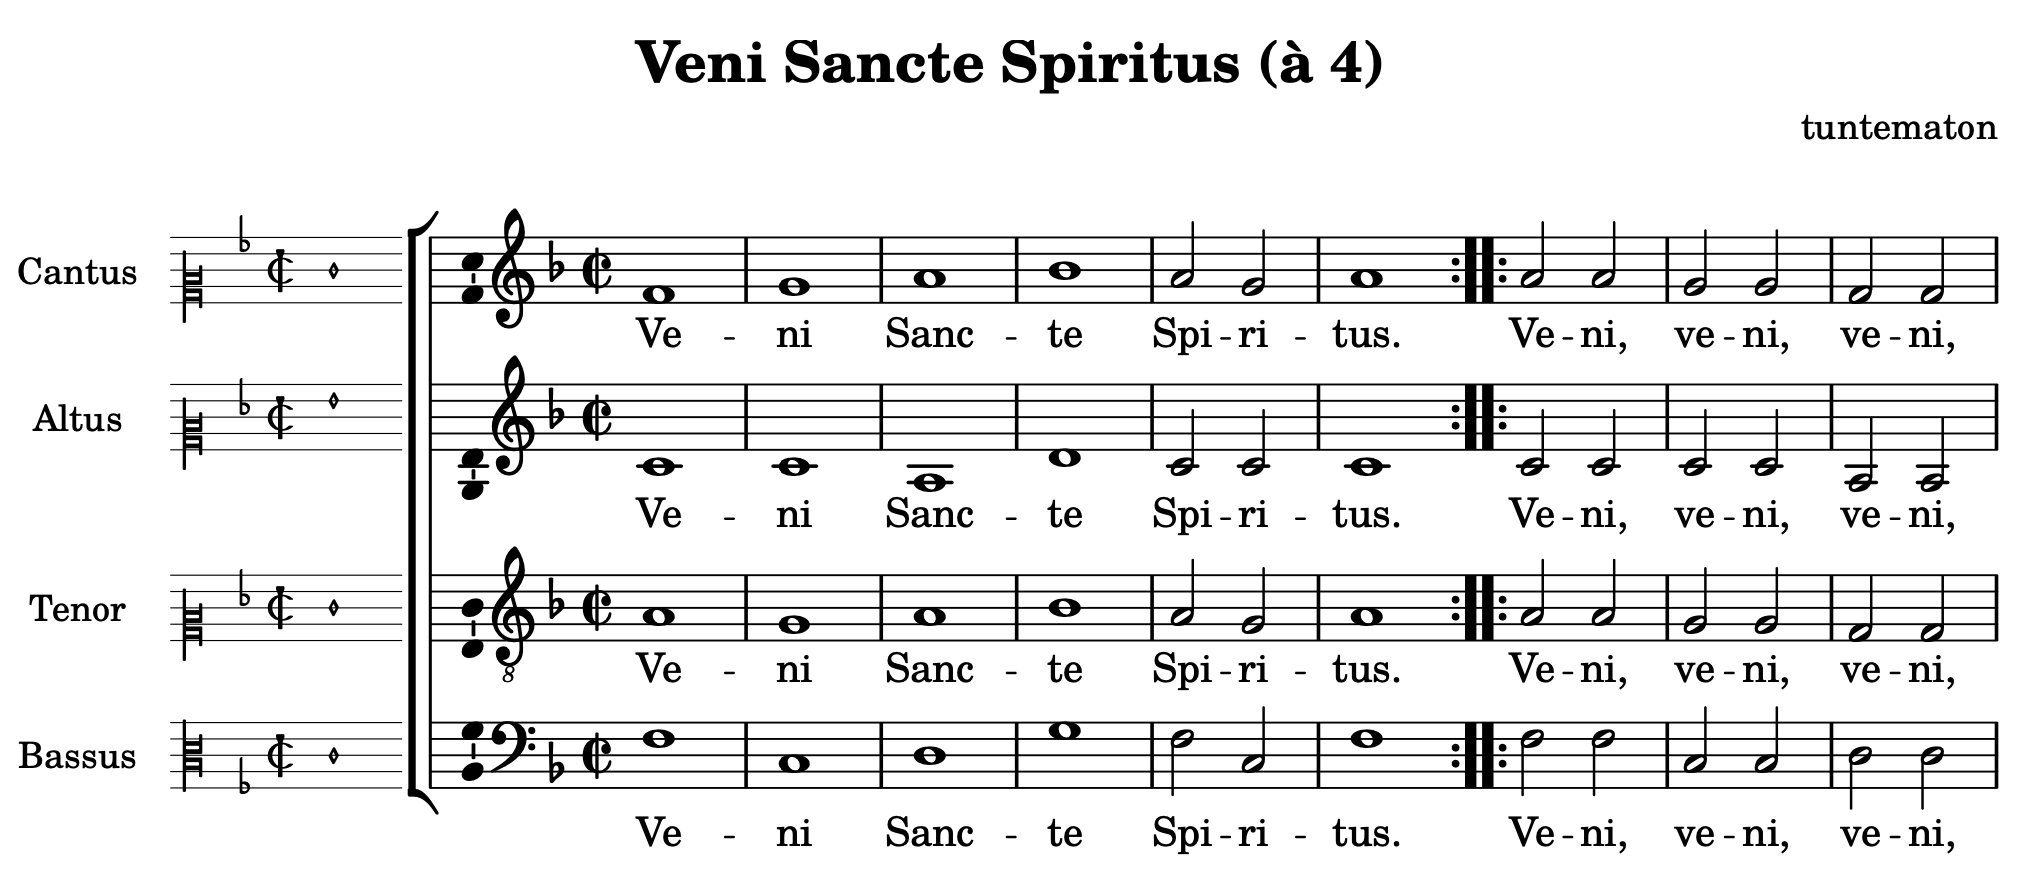 Veni Sancte Spiritus (à 4)
tuntematon
Cantus
Ve - ni Sanc - te Spi - ri - tus. Ve - ni, ve - ni, ve - ni,
Altus
Ve - ni Sanc - te Spi - ri - tus. Ve - ni, ve - ni, ve - ni,
Tenor
8
Ve - ni Sanc - te Spi - ri - tus. Ve - ni, ve - ni, ve - ni,
Bassus
Ve - ni Sanc - te Spi - ri - tus. Ve - ni, ve - ni, ve - ni,